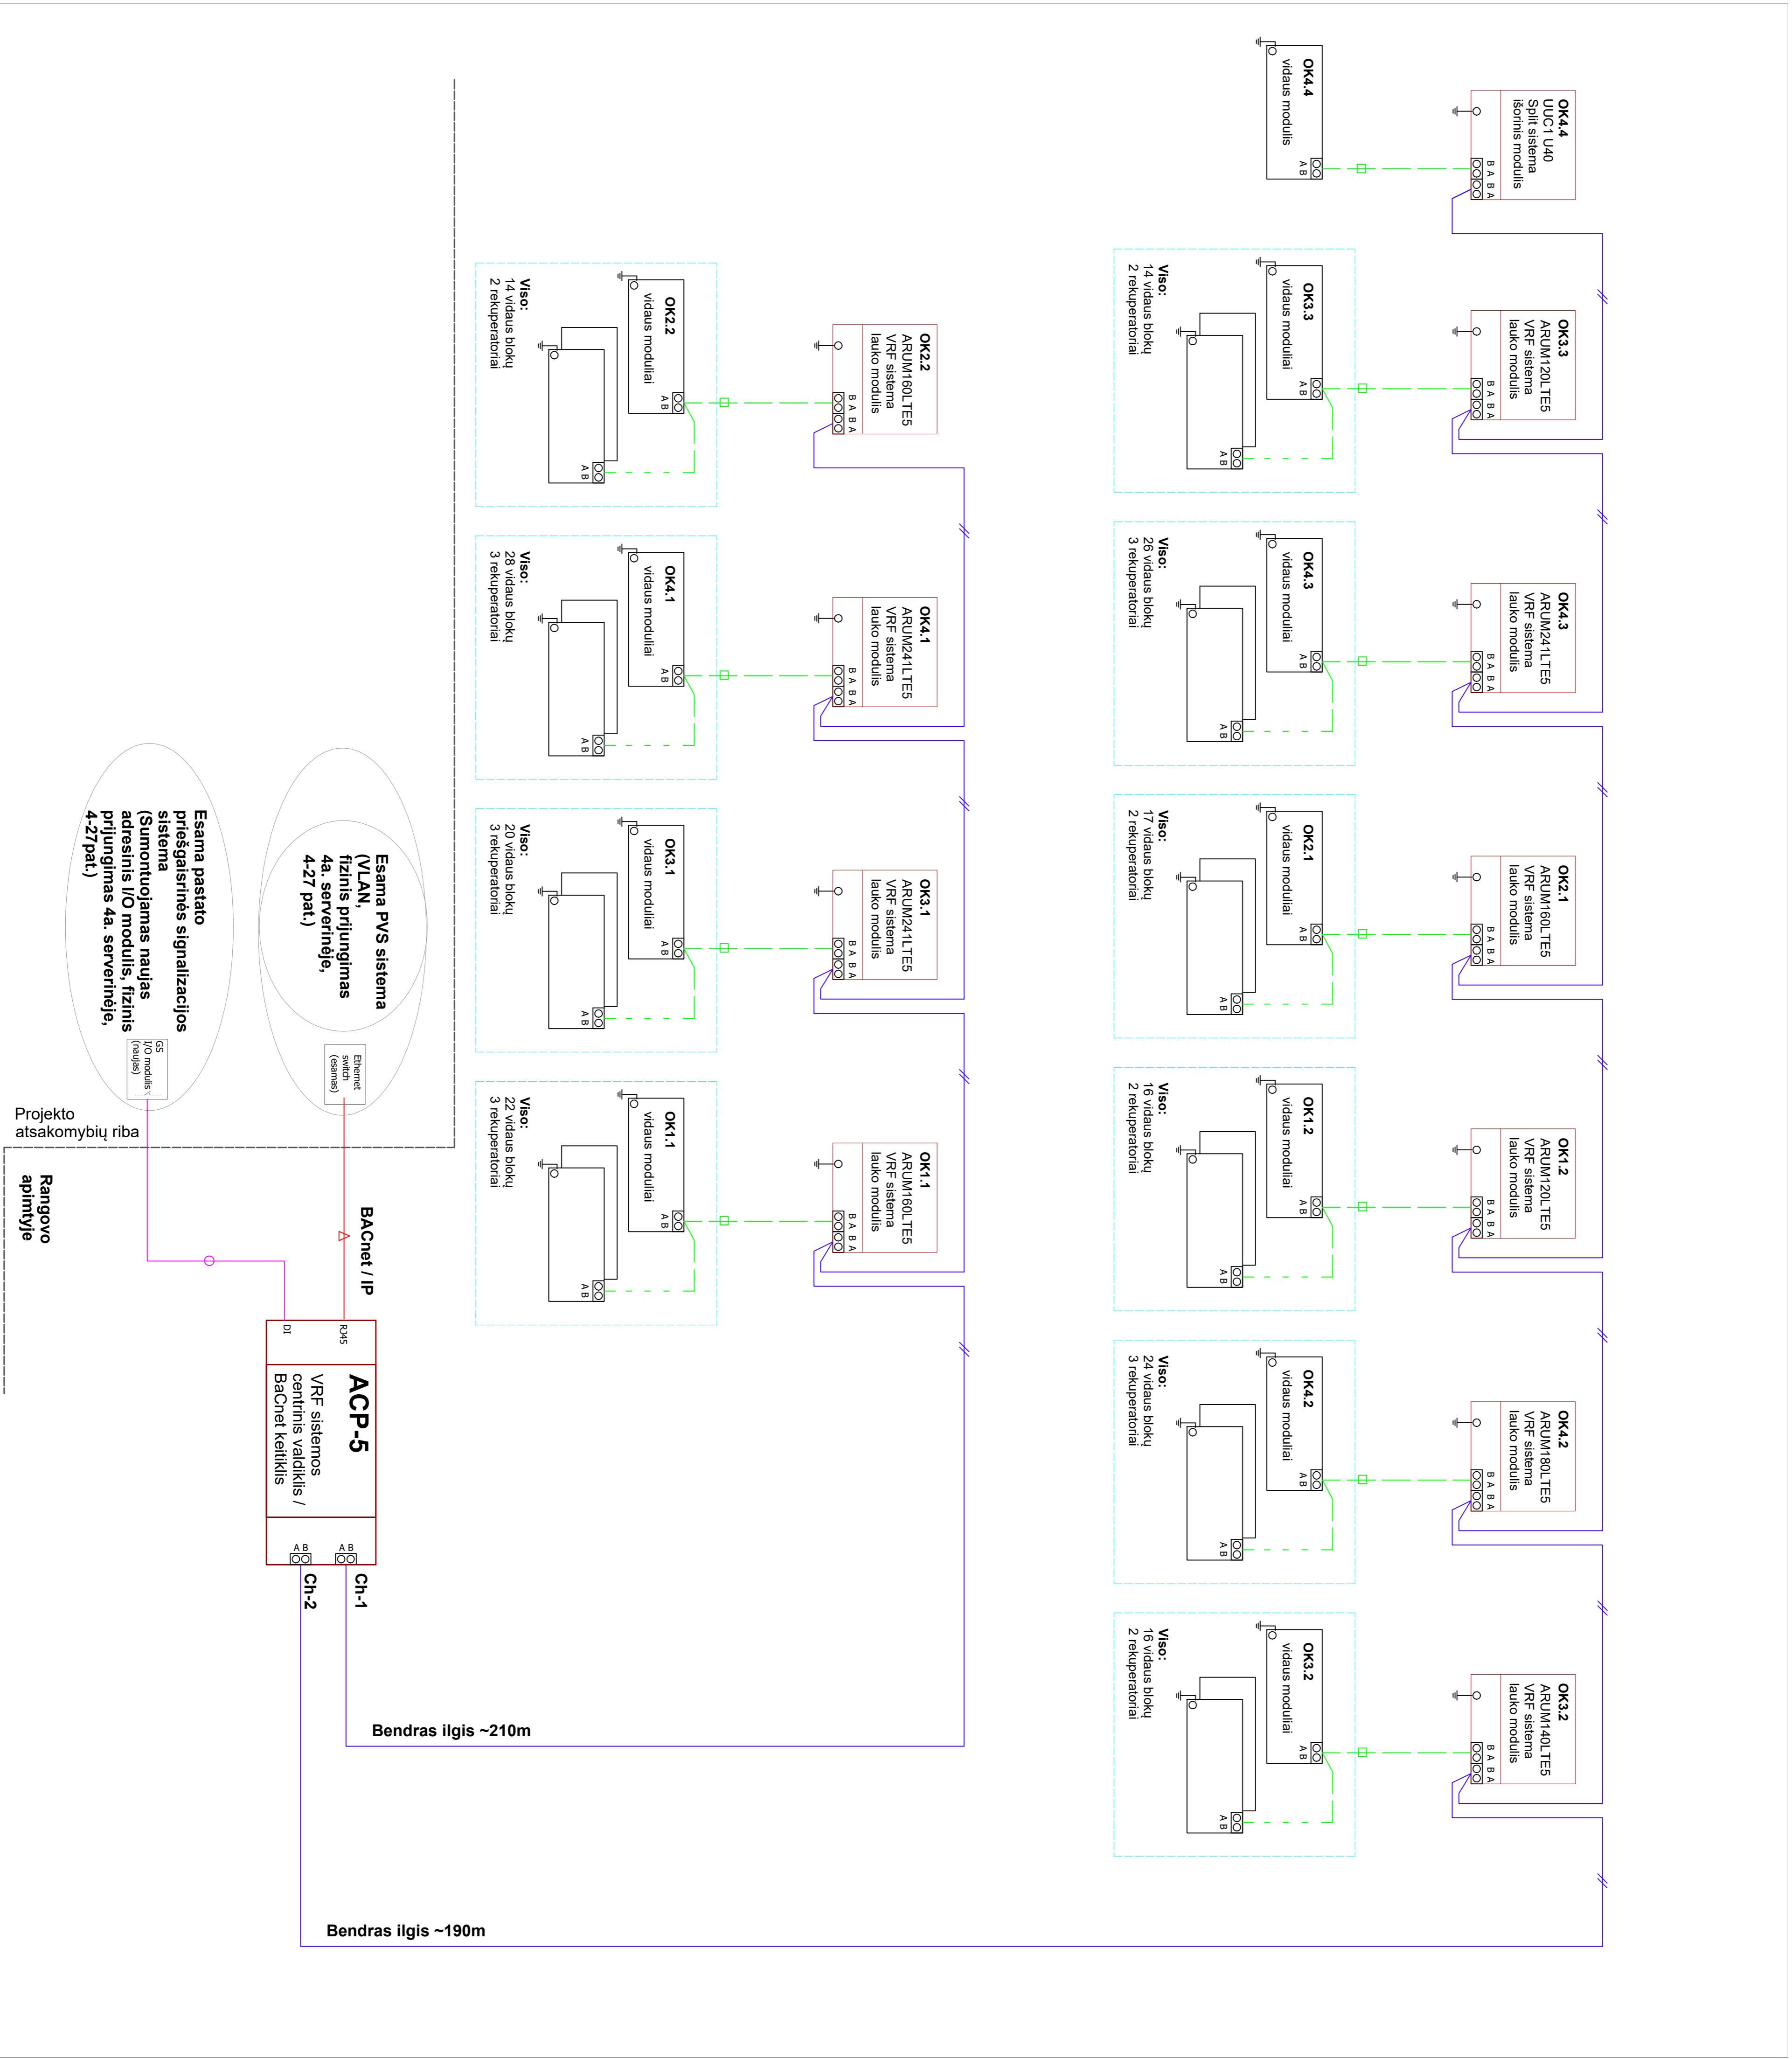 OK4.4
UUC1 U40
Split sistema
išorinis modulis
B A B A
OK4.4
vidaus modulis
A B
OK3.3
ARUM120LTE5
VRF sistema
lauko modulis
B A B A
OK3.3
vidaus moduliai
A B
A B
Viso:
14 vidaus blokų
2 rekuperatoriai
OK4.3
ARUM241LTE5
VRF sistema
lauko modulis
B A B A
OK4.3
vidaus moduliai
A B
A B
Viso:
26 vidaus blokų
3 rekuperatoriai
OK2.1
ARUM160LTE5
VRF sistema
lauko modulis
B A B A
OK2.1
vidaus moduliai
A B
A B
Viso:
17 vidaus blokų
2 rekuperatoriai
OK1.2
ARUM120LTE5
VRF sistema
lauko modulis
B A B A
OK1.2
vidaus moduliai
A B
A B
Viso:
16 vidaus blokų
2 rekuperatoriai
OK4.2
ARUM180LTE5
VRF sistema
lauko modulis
B A B A
OK4.2
vidaus moduliai
A B
A B
Viso:
24 vidaus blokų
3 rekuperatoriai
OK3.2
ARUM140LTE5
VRF sistema
lauko modulis
B A B A
OK3.2
vidaus moduliai
A B
A B
Viso:
16 vidaus blokų
2 rekuperatoriai
OK2.2
ARUM160LTE5
VRF sistema
lauko modulis
B A B A
OK2.2
vidaus moduliai
A B
A B
Viso:
14 vidaus blokų
2 rekuperatoriai
OK4.1
ARUM241LTE5
VRF sistema
lauko modulis
B A B A
OK4.1
vidaus moduliai
A B
A B
Viso:
28 vidaus blokų
3 rekuperatoriai
OK3.1
ARUM241LTE5
VRF sistema
lauko modulis
B A B A
OK3.1
vidaus moduliai
A B
A B
Viso:
20 vidaus blokų
3 rekuperatoriai
OK1.1
ARUM160LTE5
VRF sistema
lauko modulis
B A B A
OK1.1
vidaus moduliai
A B
A B
Viso:
22 vidaus blokų
3 rekuperatoriai
Esama PVS sistema
(VLAN,
fizinis prijungimas
4a. serverinėje,
4-27 pat.)
Ethernet
switch
(esamas)
Esama pastato
priešgaisrinės signalizacijos
sistema
(Sumontuojamas naujas
adresinis I/O modulis, fizinis
prijungimas 4a. serverinėje,
4-27pat.)
GS
I/O modulis
(naujas)
Projekto
atsakomybių riba
Rangovo
apimtyje
BACnet / IP
RJ45
DI
ACP-5
VRF sistemos
centrinis valdiklis /
BaCnet keitiklis
A B
A B
Ch-1
Ch-2
Bendras ilgis ~210m
Bendras ilgis ~190m